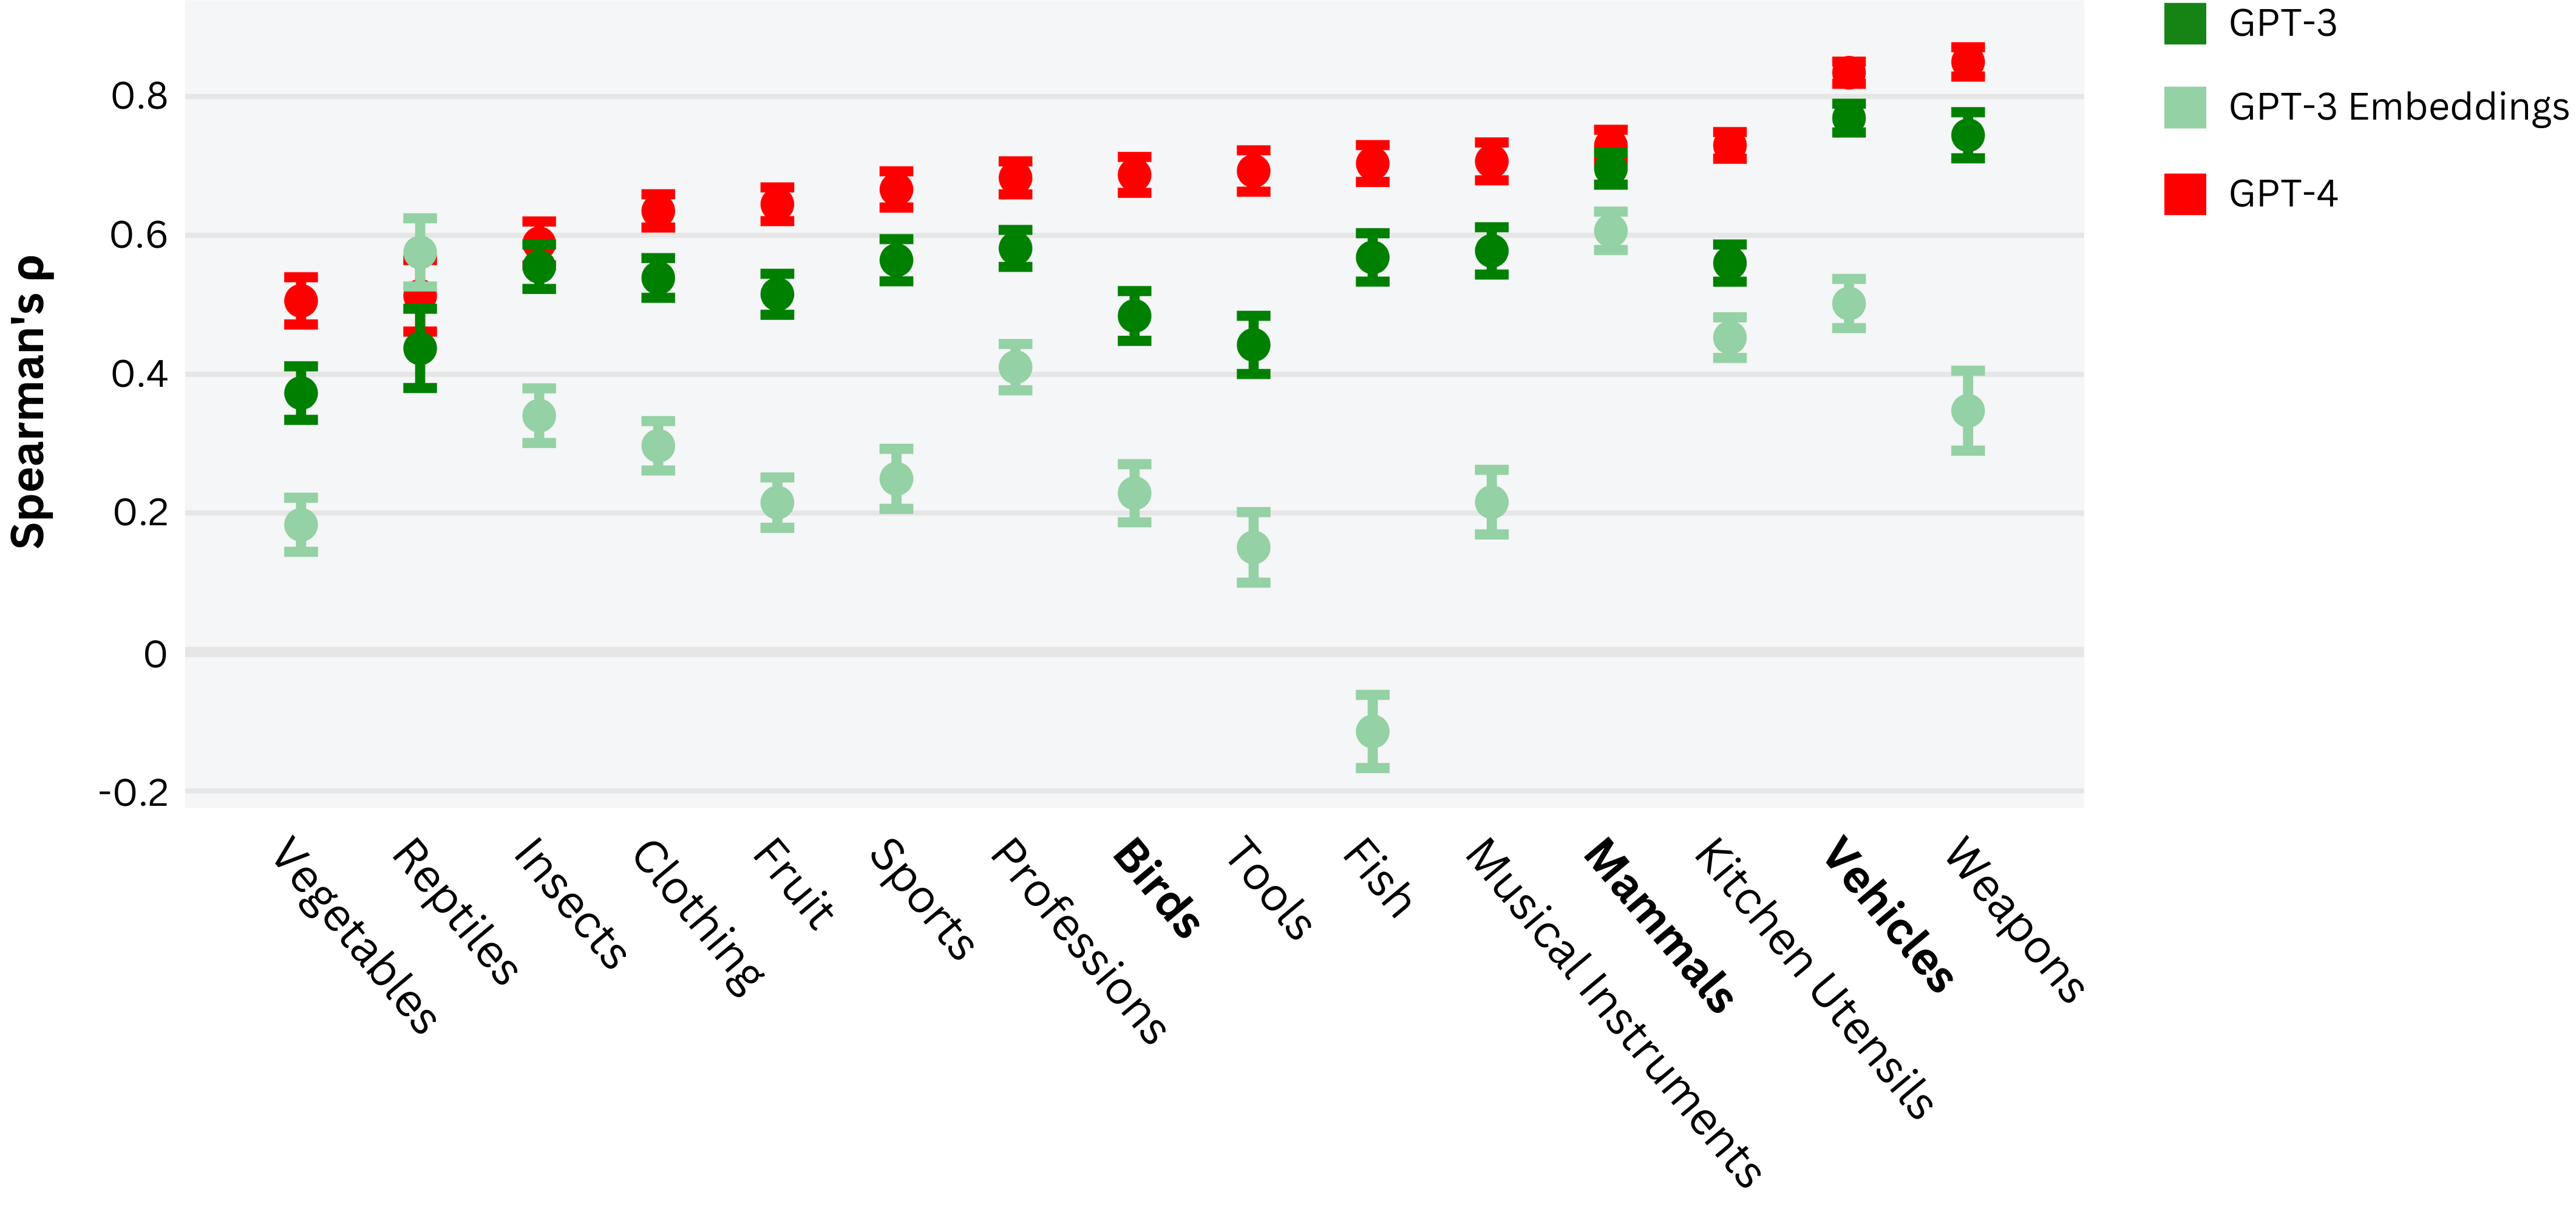 GPT-3
GPT-3 Embeddings
GPT-4
Spearman's ρ
0.8
0.6
0.4
0.2
0
-0.2
Vegetables
Reptiles
Insects
Clothing
Fruit
Sports
Professions
Birds
Tools
Fish
Musical Instruments
Mammals
Kitchen Utensils
Vehicles
Weapons